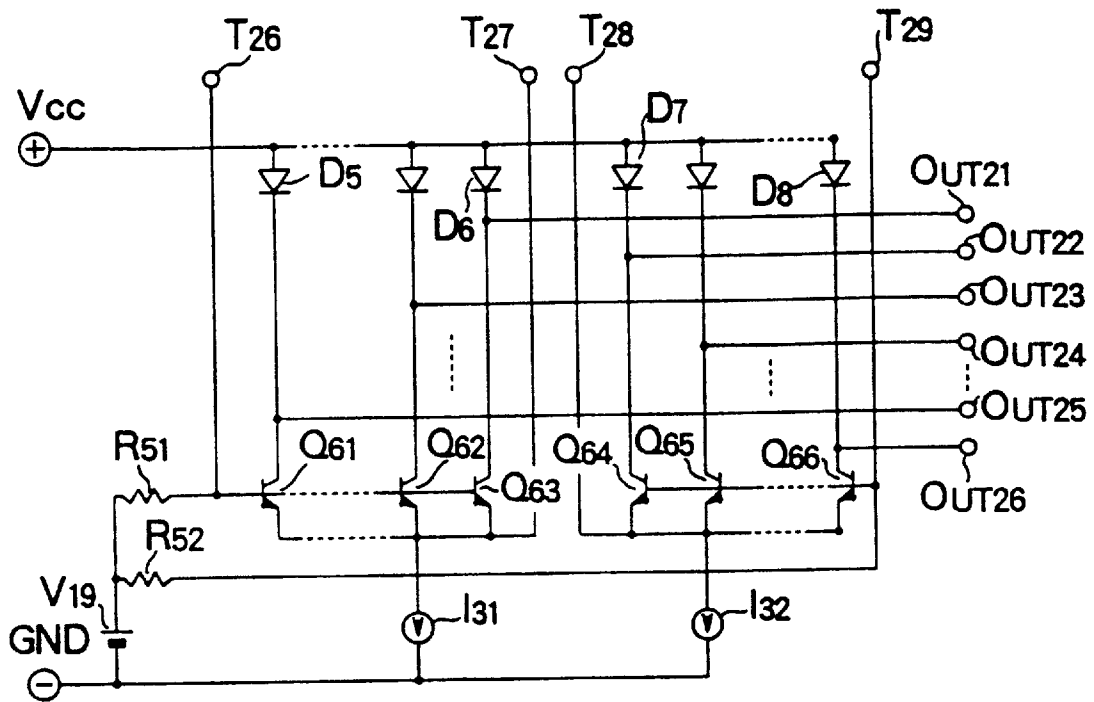 T26
T27
T28
T29
Vcc
+
D5
D6
D7
D8
OUT21
OUT22
OUT23
OUT24
OUT25
OUT26
R51
Q61
Q62
Q63
Q64
Q65
Q66
R52
V19
I31
I32
GND
−